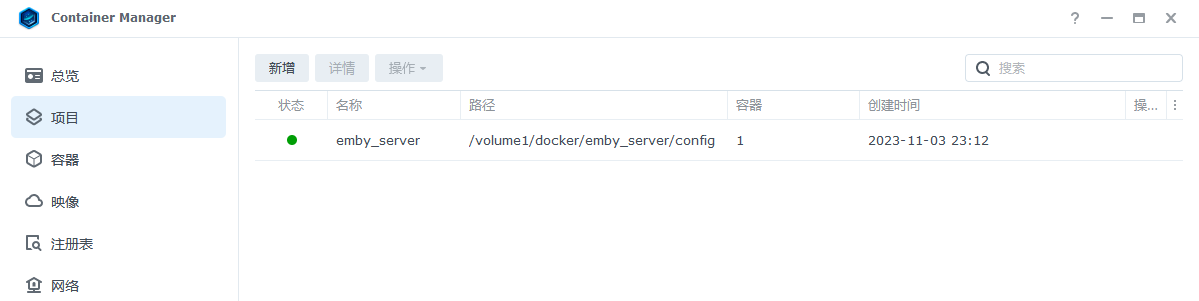 Container Manager
总览
项目
容器
映像
注册表
网络
新增 详情 操作 搜索
状态 名称 路径 容器 创建时间 操...
emby_server /volume1/docker/emby_server/config 1 2023-11-03 23:12